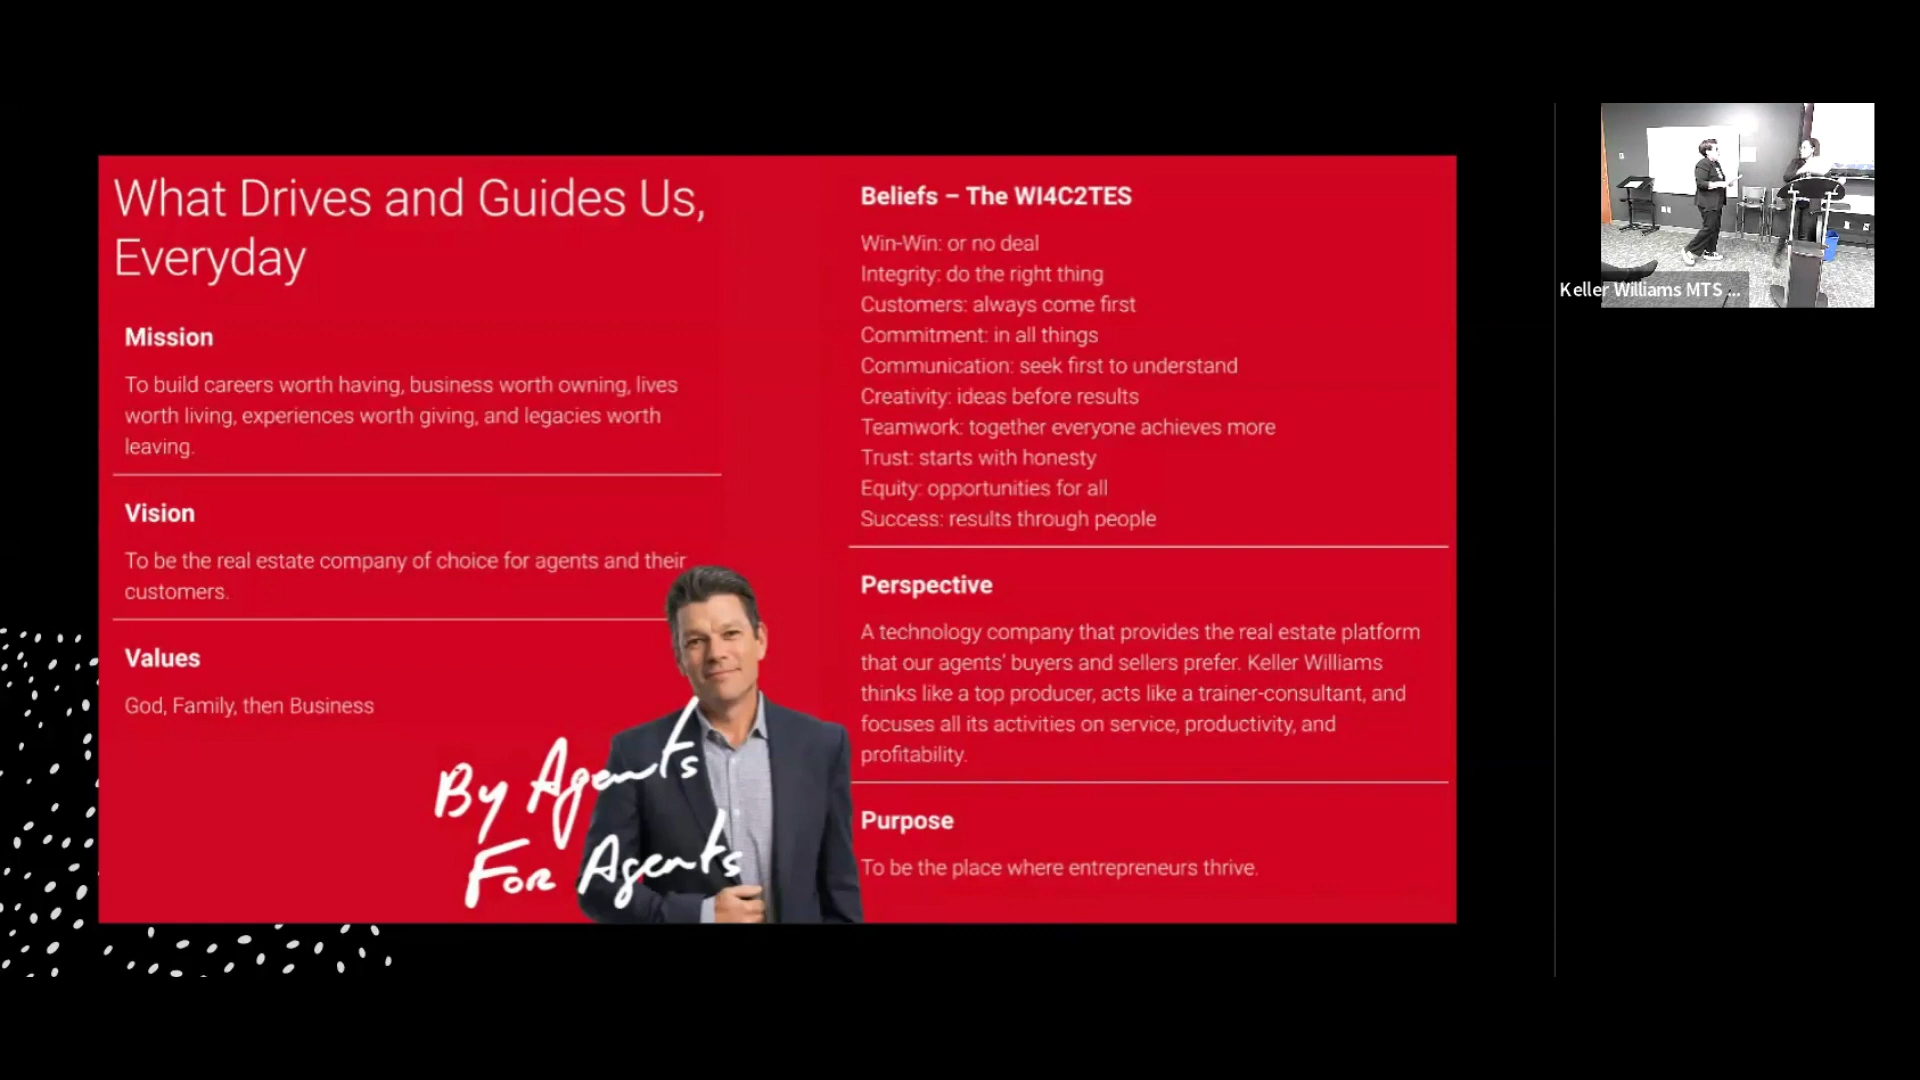 What Drives and Guides Us,
Everyday
Mission
To build careers worth having, business worth owning, lives
worth living, experiences worth giving, and legacies worth
leaving.
Vision
To be the real estate company of choice for agents and their
customers.
Values
God, Family, then Business
By Agents
For Agents
Beliefs – The WI4C2TES
Win-Win: or no deal
Integrity: do the right thing
Customers: always come first
Commitment: in all things
Communication: seek first to understand
Creativity: ideas before results
Teamwork: together everyone achieves more
Trust: starts with honesty
Equity: opportunities for all
Success: results through people
Perspective
A technology company that provides the real estate platform
that our agents' buyers and sellers prefer. Keller Williams
thinks like a top producer, acts like a trainer-consultant, and
focuses all its activities on service, productivity, and
profitability.
Purpose
To be the place where entrepreneurs thrive.
Keller Williams MTS ...